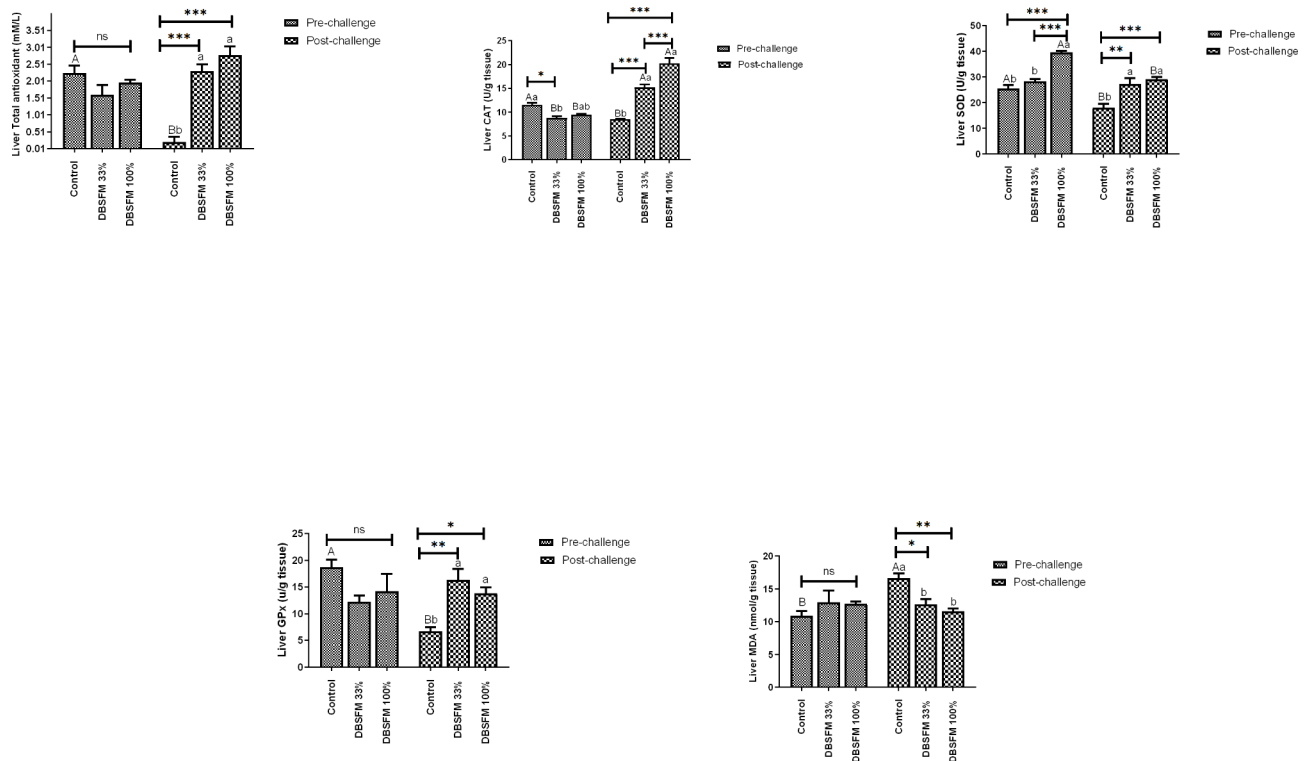 Liver Total antioxidant (mM/L)
3.51
3.01
2.51
2.01
1.51
1.01
0.51
0.01
A
ns
Bb
***
a
***
a
Control
DBSFM 33%
DBSFM 100%
Control
DBSFM 33%
DBSFM 100%
Pre-challenge
Post-challenge
Liver CAT (U/g tissue)
25
20
15
10
5
0
Aa
*
Bb
Bab
Bb
***
***
Aa
***
Aa
Control
DBSFM 33%
DBSFM 100%
Control
DBSFM 33%
DBSFM 100%
Pre-challenge
Post-challenge
Liver SOD (U/g tissue)
50
40
30
20
10
0
***
***
Ab
b
Aa
***
**
Bb
a
Ba
Control
DBSFM 33%
DBSFM 100%
Control
DBSFM 33%
DBSFM 100%
Pre-challenge
Post-challenge
Liver GPx (u/g tissue)
25
20
15
10
5
0
ns
A
*
**
Bb
a
a
Control
DBSFM 33%
DBSFM 100%
Control
DBSFM 33%
DBSFM 100%
Pre-challenge
Post-challenge
Liver MDA (nmol/g tissue)
20
15
10
5
0
ns
B
**
*
Aa
b
b
Control
DBSFM 33%
DBSFM 100%
Control
DBSFM 33%
DBSFM 100%
Pre-challenge
Post-challenge